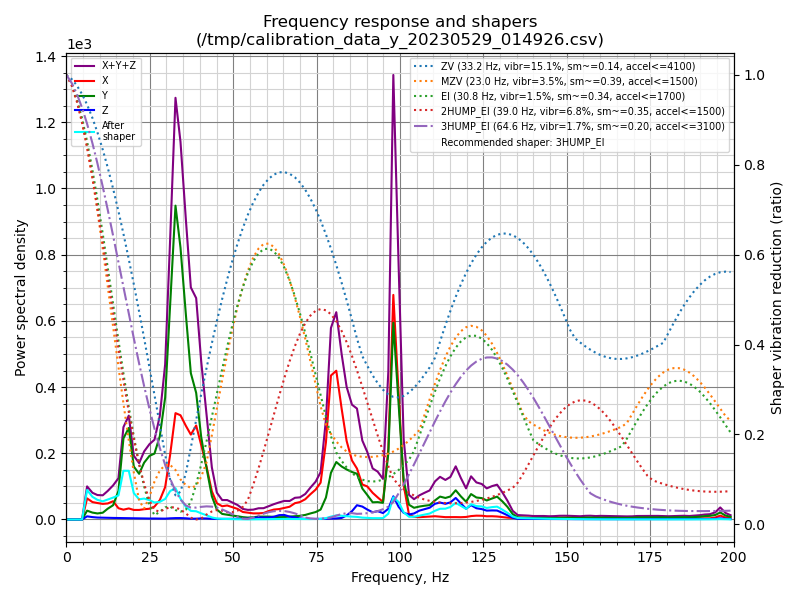 Frequency response and shapers
(/tmp/calibration_data_y_20230529_014926.csv)
1e3
X+Y+Z
X
Y
Z
After
shaper
ZV (33.2 Hz, vibr=15.1%, sm~=0.14, accel<=4100)
MZV (23.0 Hz, vibr=3.5%, sm~=0.39, accel<=1500)
EI (30.8 Hz, vibr=1.5%, sm~=0.34, accel<=1700)
2HUMP_EI (39.0 Hz, vibr=6.8%, sm~=0.35, accel<=1500)
3HUMP_EI (64.6 Hz, vibr=1.7%, sm~=0.20, accel<=3100)
Recommended shaper: 3HUMP_EI
Power spectral density
1.4
1.2
1.0
0.8
0.6
0.4
0.2
0.0
1.0
0.8
0.6
0.4
0.2
0.0
Shaper vibration reduction (ratio)
0 25 50 75 100 125 150 175 200
Frequency, Hz